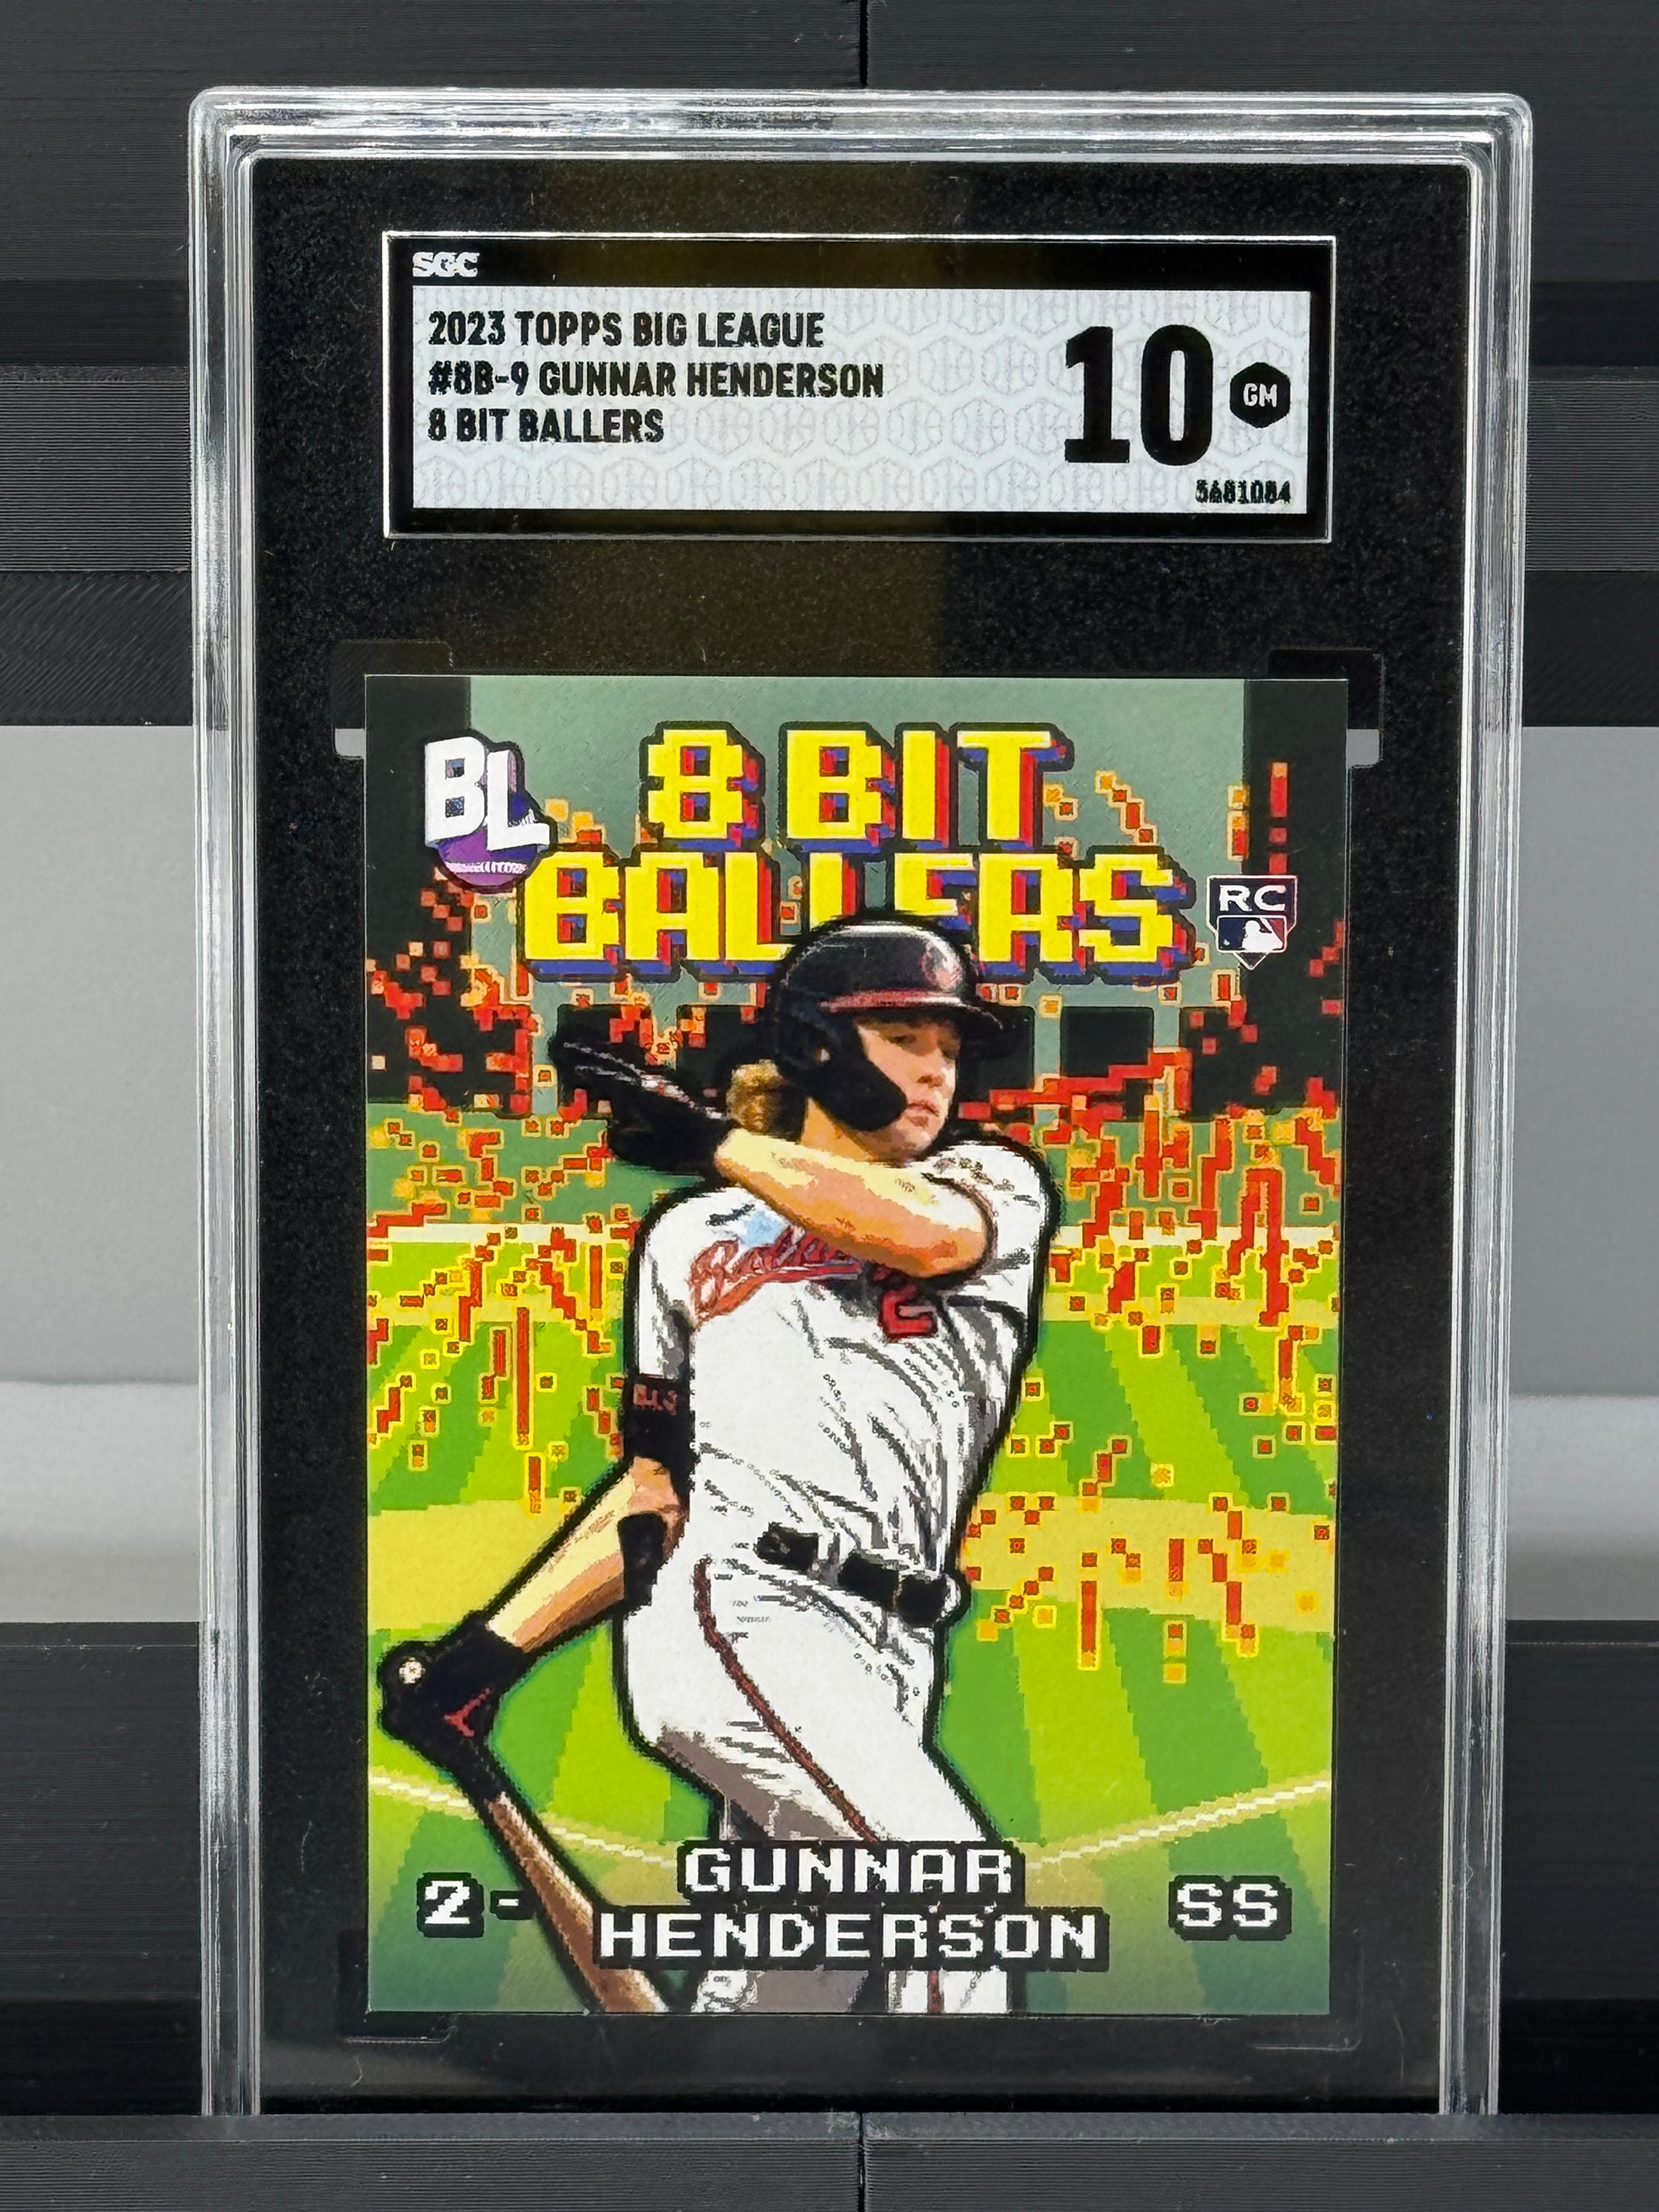 SGC
2023 TOPPS BIG LEAGUE
#8B-9 GUNNAR HENDERSON
8 BIT BALLERS
10
GM
5681084
BL
8 BIT
BALLERS
RC
2
2 -
GUNNAR
HENDERSON
SS